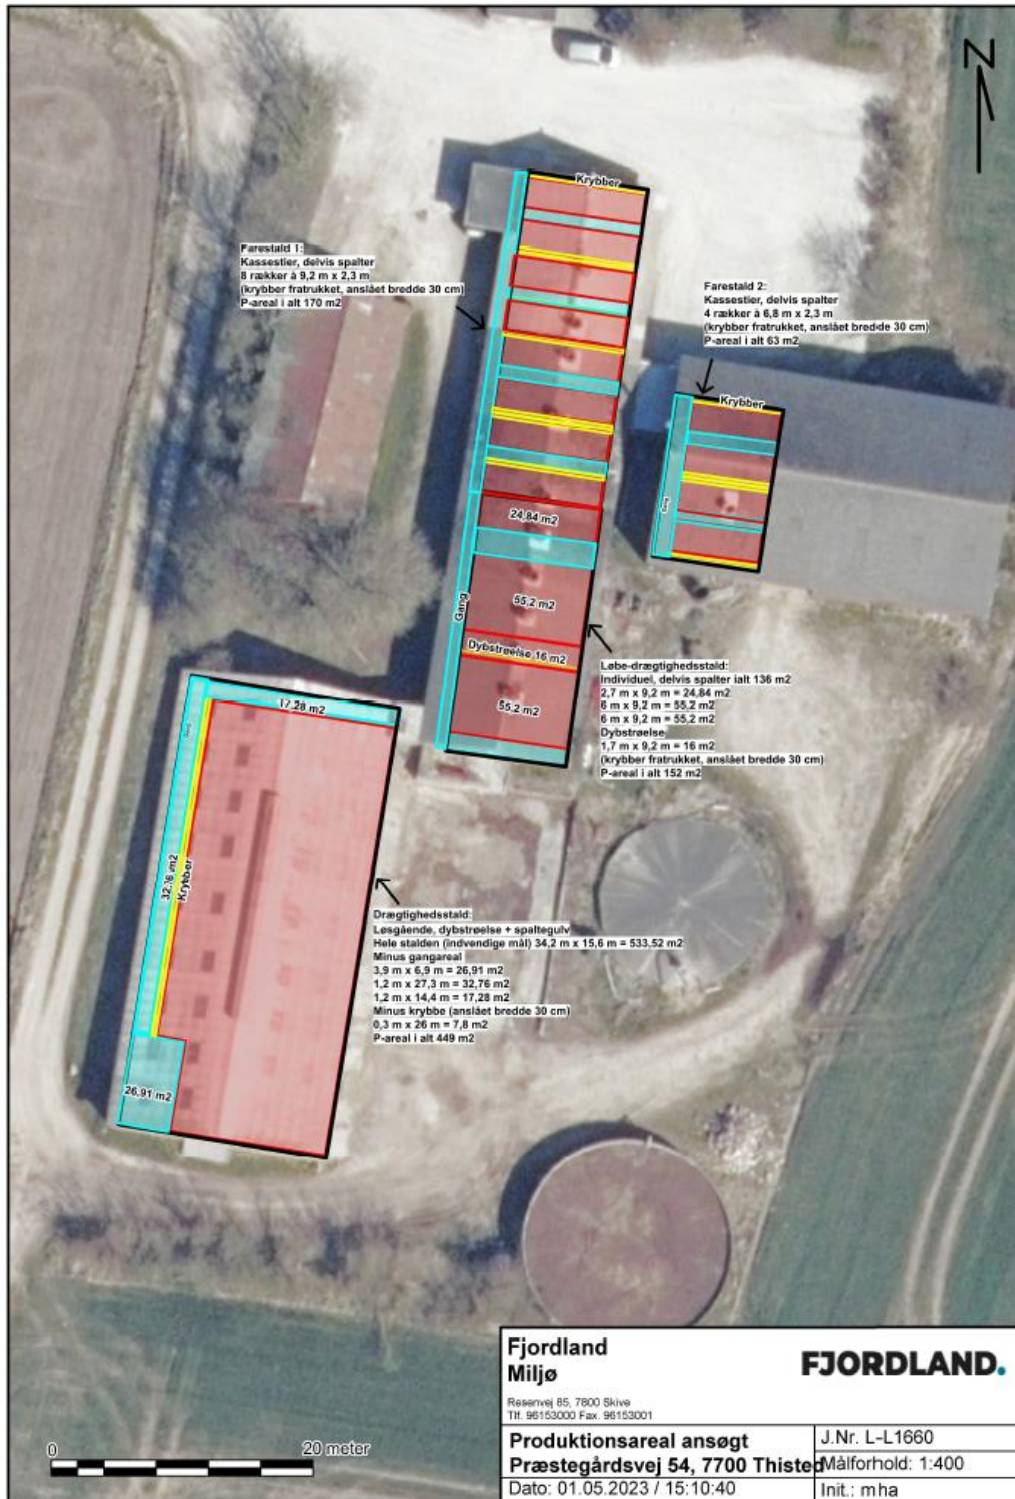 N
Krybber
Farestald 1:
Kassestier, delvis spalter
8 rækker á 9,2 m x 2,3 m
(krybber fratrukket, anslået bredde 30 cm)
P-areal i alt 170 m2
Farestald 2:
Kassestier, delvis spalter
4 rækker á 6,8 m x 2,3 m
(krybber fratrukket, anslået bredde 30 cm)
P-areal i alt 63 m2
Krybber
Gang
24,84 m2
55,2 m2
Gang
Dybstrøelse 16 m2
55,2 m2
Løbe-drægtighedsstald:
Individuel, delvis spalter ialt 136 m2
2,7 m x 9,2 m = 24,84 m2
6 m x 9,2 m = 55,2 m2
6 m x 9,2 m = 55,2 m2
Dybstrøelse
1,7 m x 9,2 m = 16 m2
(krybber fratrukket, anslået bredde 30 cm)
P-areal i alt 152 m2
17,28 m2
Gang
32,76 m2
Krybber
26,91 m2
Drægtighedsstald:
Løsgående, dybstrøelse + spaltegulv
Hele stalden (indvendige mål) 34,2 m x 15,6 m = 533,52 m2
Minus gangareal
3,9 m x 6,9 m = 26,91 m2
1,2 m x 27,3 m = 32,76 m2
1,2 m x 14,4 m = 17,28 m2
Minus krybbe (anslået bredde 30 cm)
0,3 m x 26 m = 7,8 m2
P-areal i alt 449 m2
0 20 meter
Fjordland
Miljø
FJORDLAND.
Resenvej 85, 7800 Skive
Tlf. 96153000 Fax. 96153001
Produktionsareal ansøgt
Præstegårdsvej 54, 7700 Thisted
Dato: 01.05.2023 / 15:10:40
J.Nr. L-L1660
Målforhold: 1:400
Init.: mha